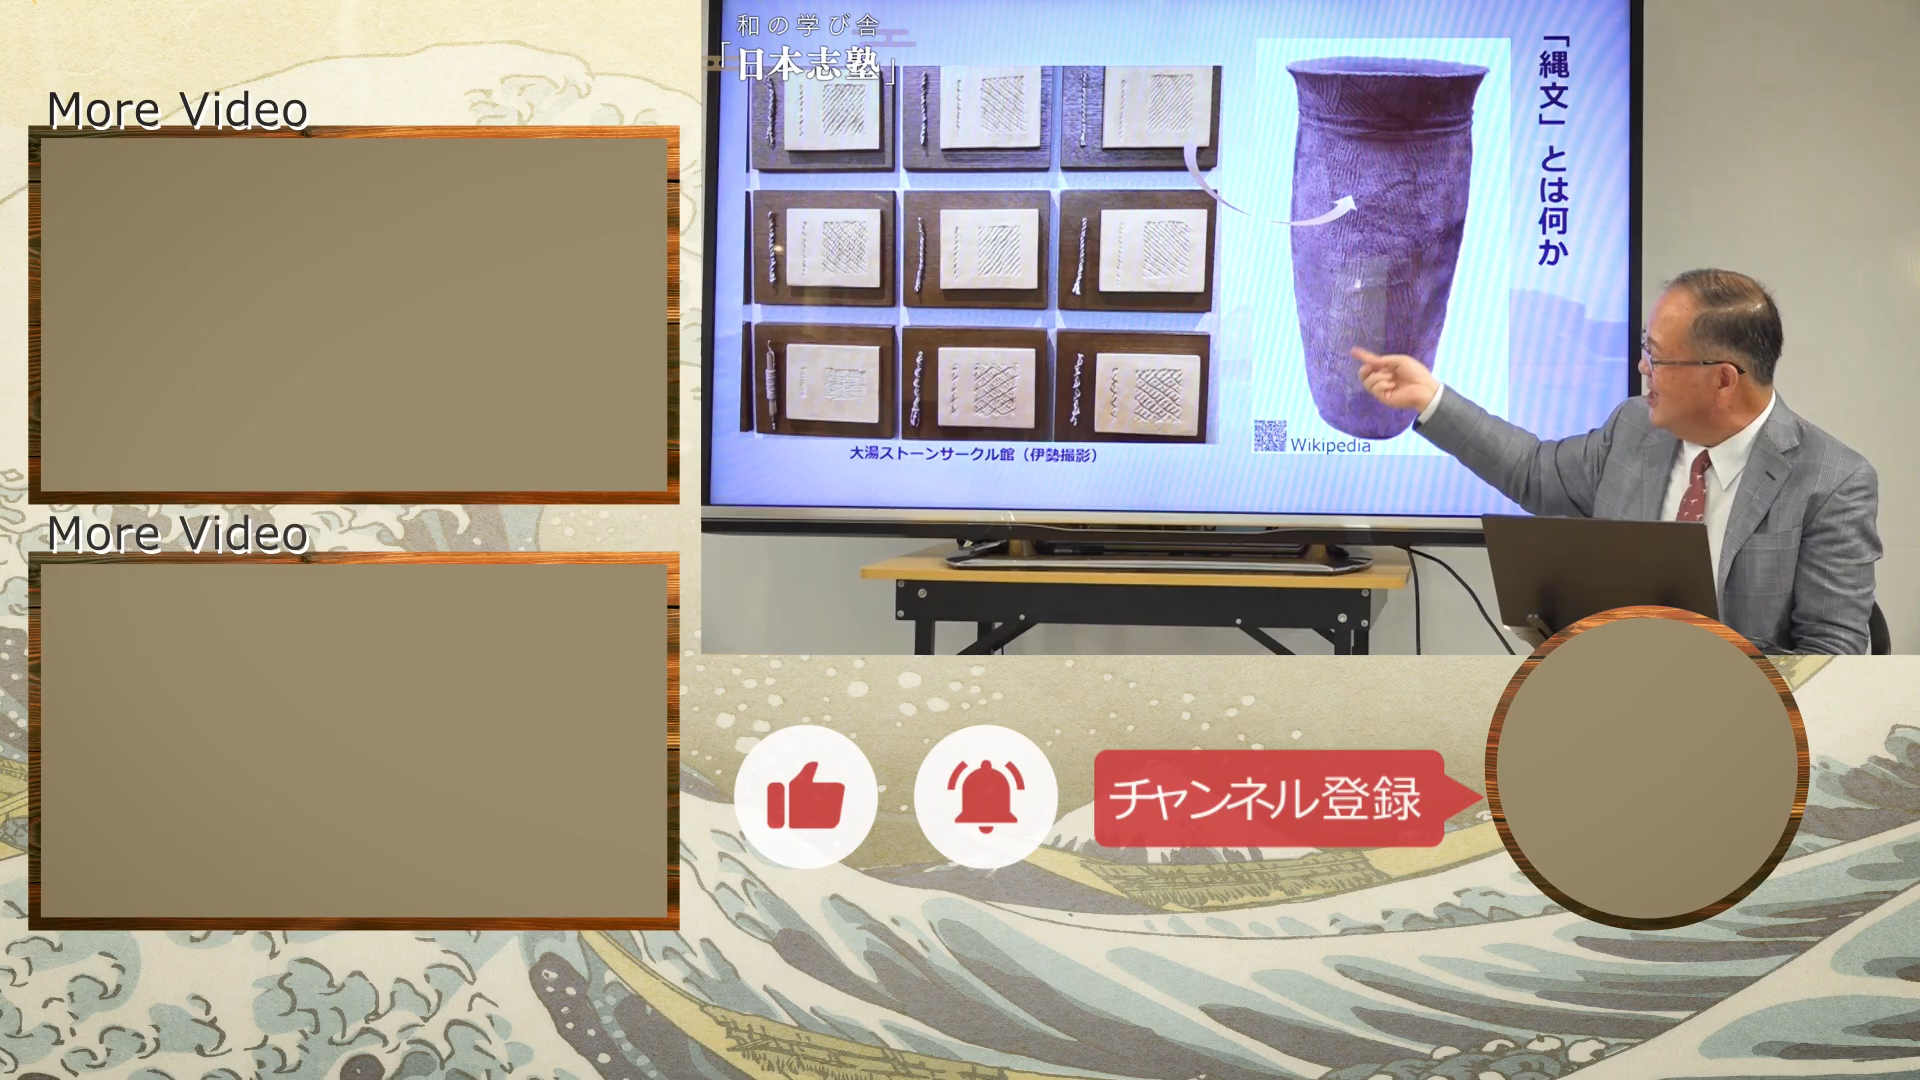 More Video
More Video
和の学び舎
「日本志塾」
「縄文」とは何か
大湯ストーンサークル館（伊勢撮影）
Wikipedia
チャンネル登録